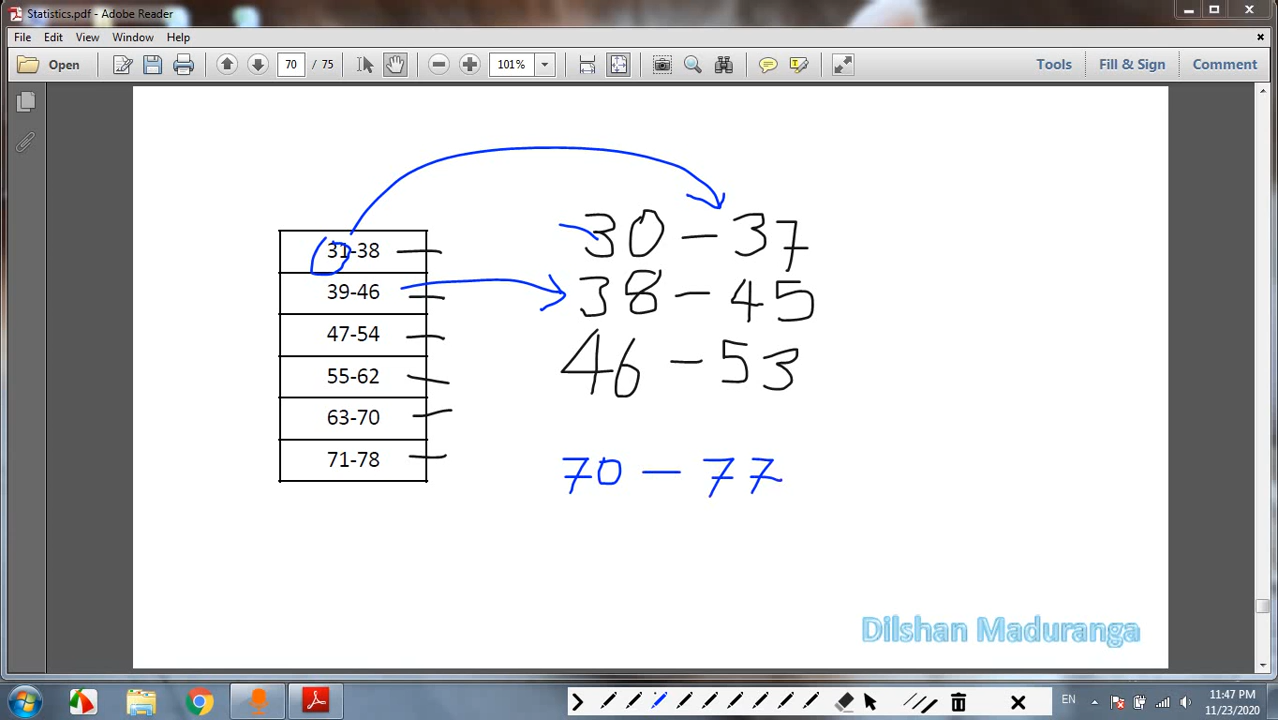 Statistics.pdf - Adobe Reader
File Edit View Window Help
Open 70 / 75 101% Tools Fill & Sign Comment
31-38
39-46
47-54
55-62
63-70
71-78
30 - 37
38 - 45
46 - 53
70 - 77
Dilshan Maduranga
EN
11:47 PM
11/23/2020